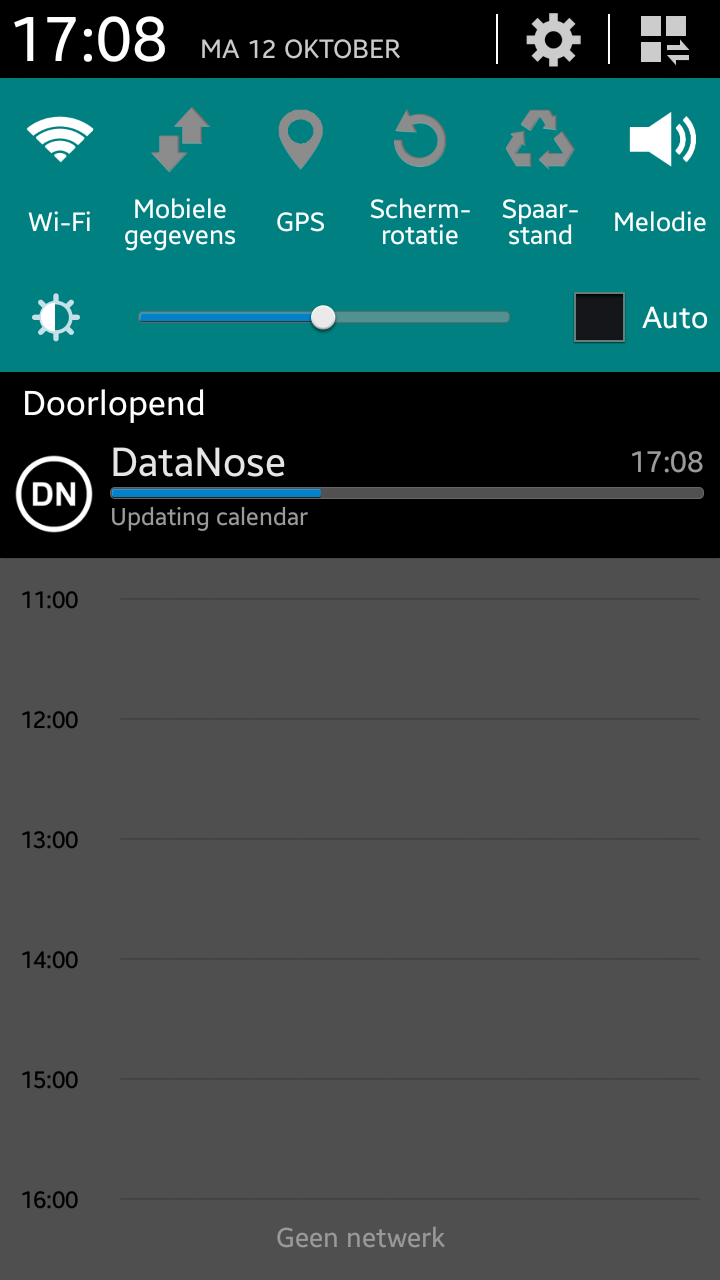 17:08 MA 12 OKTOBER
Wi-Fi
Mobiele
gegevens
GPS
Scherm-
rotatie
Spaar-
stand
Melodie
Auto
Doorlopend
DN
DataNose 17:08
Updating calendar
11:00
12:00
13:00
14:00
15:00
16:00
Geen netwerk